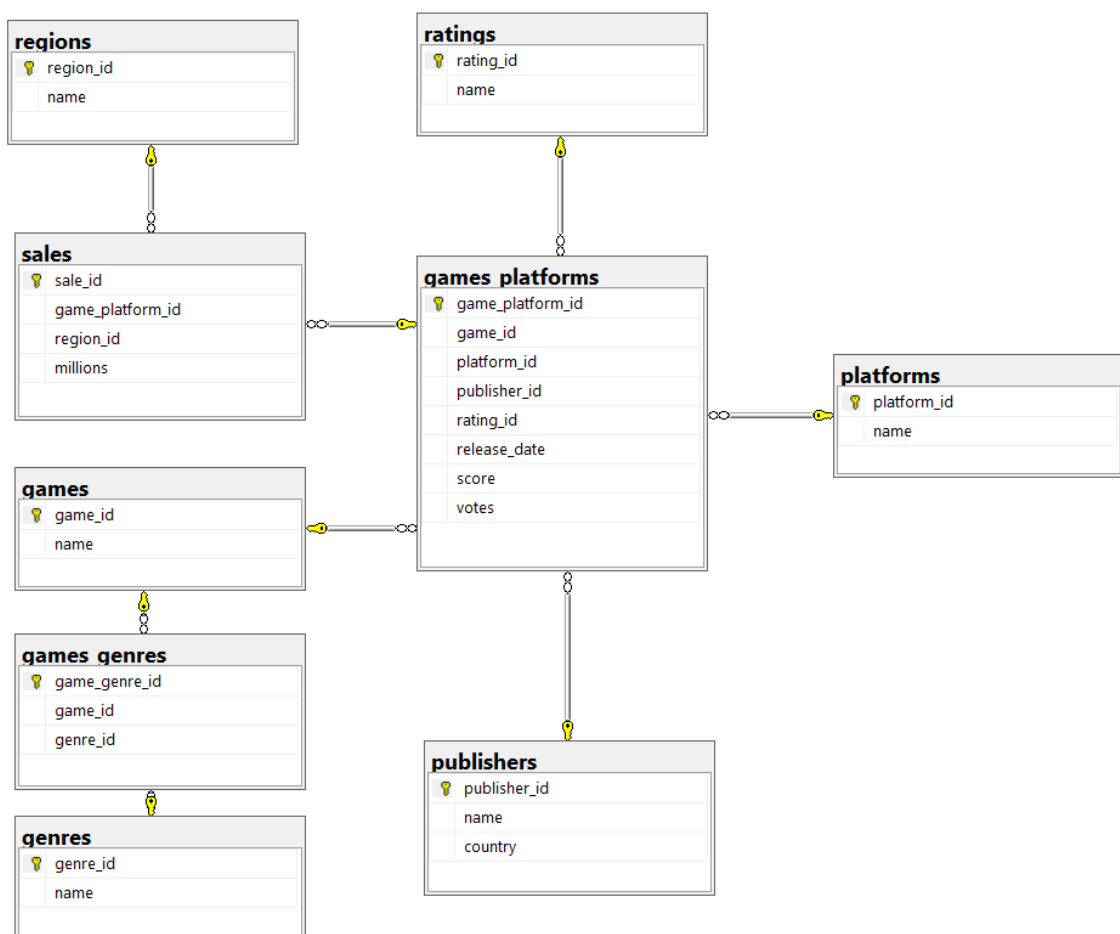 regions
region_id
name
ratings
rating_id
name
sales
sale_id
game_platform_id
region_id
millions
games_platforms
game_platform_id
game_id
platform_id
publisher_id
rating_id
release_date
score
votes
platforms
platform_id
name
games
game_id
name
games_genres
game_genre_id
game_id
genre_id
publishers
publisher_id
name
country
genres
genre_id
name